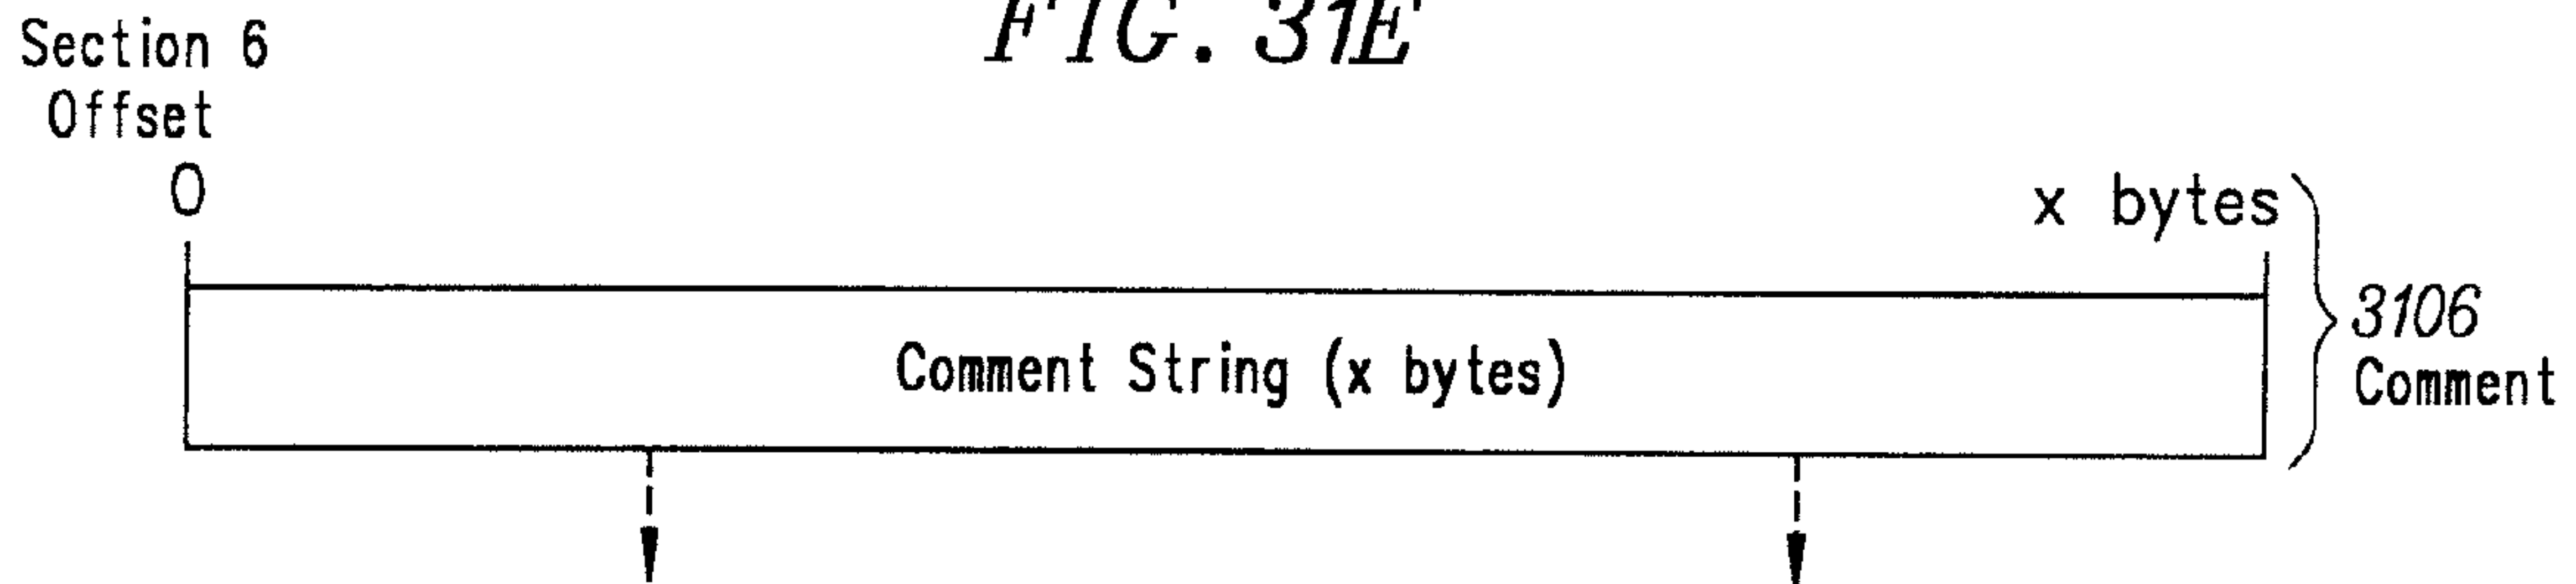 FIG. 31E
Section 6
Offset
0
x bytes
Comment String (x bytes)
3106
Comment